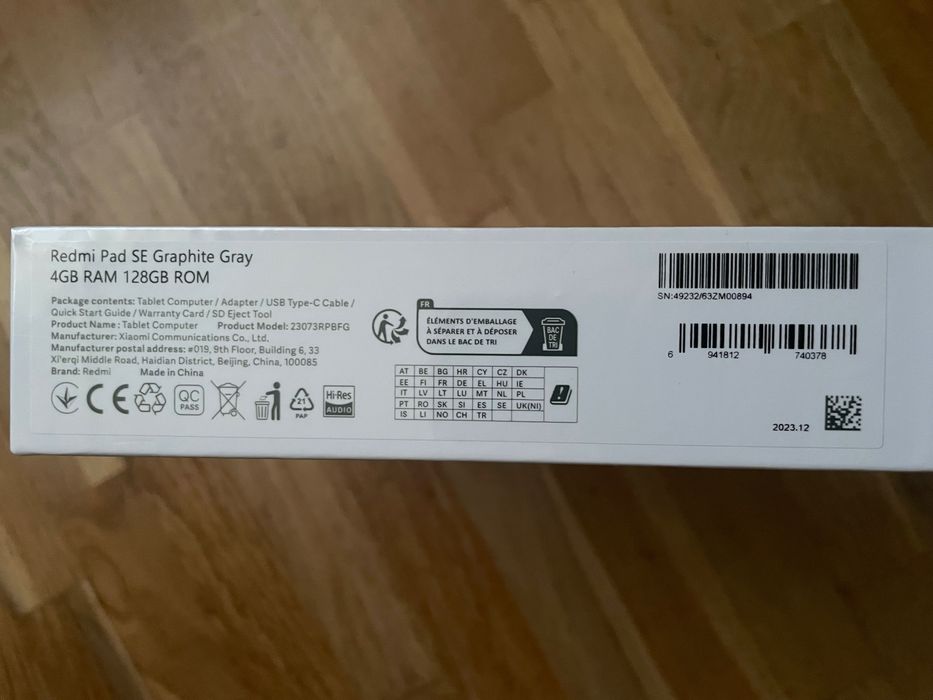 Redmi Pad SE Graphite Gray
4GB RAM 128GB ROM
Package contents: Tablet Computer / Adapter / USB Type-C Cable /
Quick Start Guide / Warranty Card / SD Eject Tool
Product Name : Tablet Computer Product Model: 23073RPBFG
Manufacturer: Xiaomi Communications Co., Ltd.
Manufacturer postal address: #019, 9th Floor, Building 6, 33
Xi'erqi Middle Road, Haidian District, Beijing, China, 100085
Brand: Redmi Made in China
CE
QC
PASS
21
PAP
Hi-Res
AUDIO
FR
ÉLÉMENTS D'EMBALLAGE
À SÉPARER ET À DÉPOSER
DANS LE BAC DE TRI
BAC
DE
TRI
AT BE BG HR CY CZ DK
EE FI FR DE EL HU IE
IT LV LT LU MT NL PL
PT RO SK SI ES SE UK(NI)
IS LI NO CH TR
SN:49232/63ZM00894
6 941812 740378
2023.12